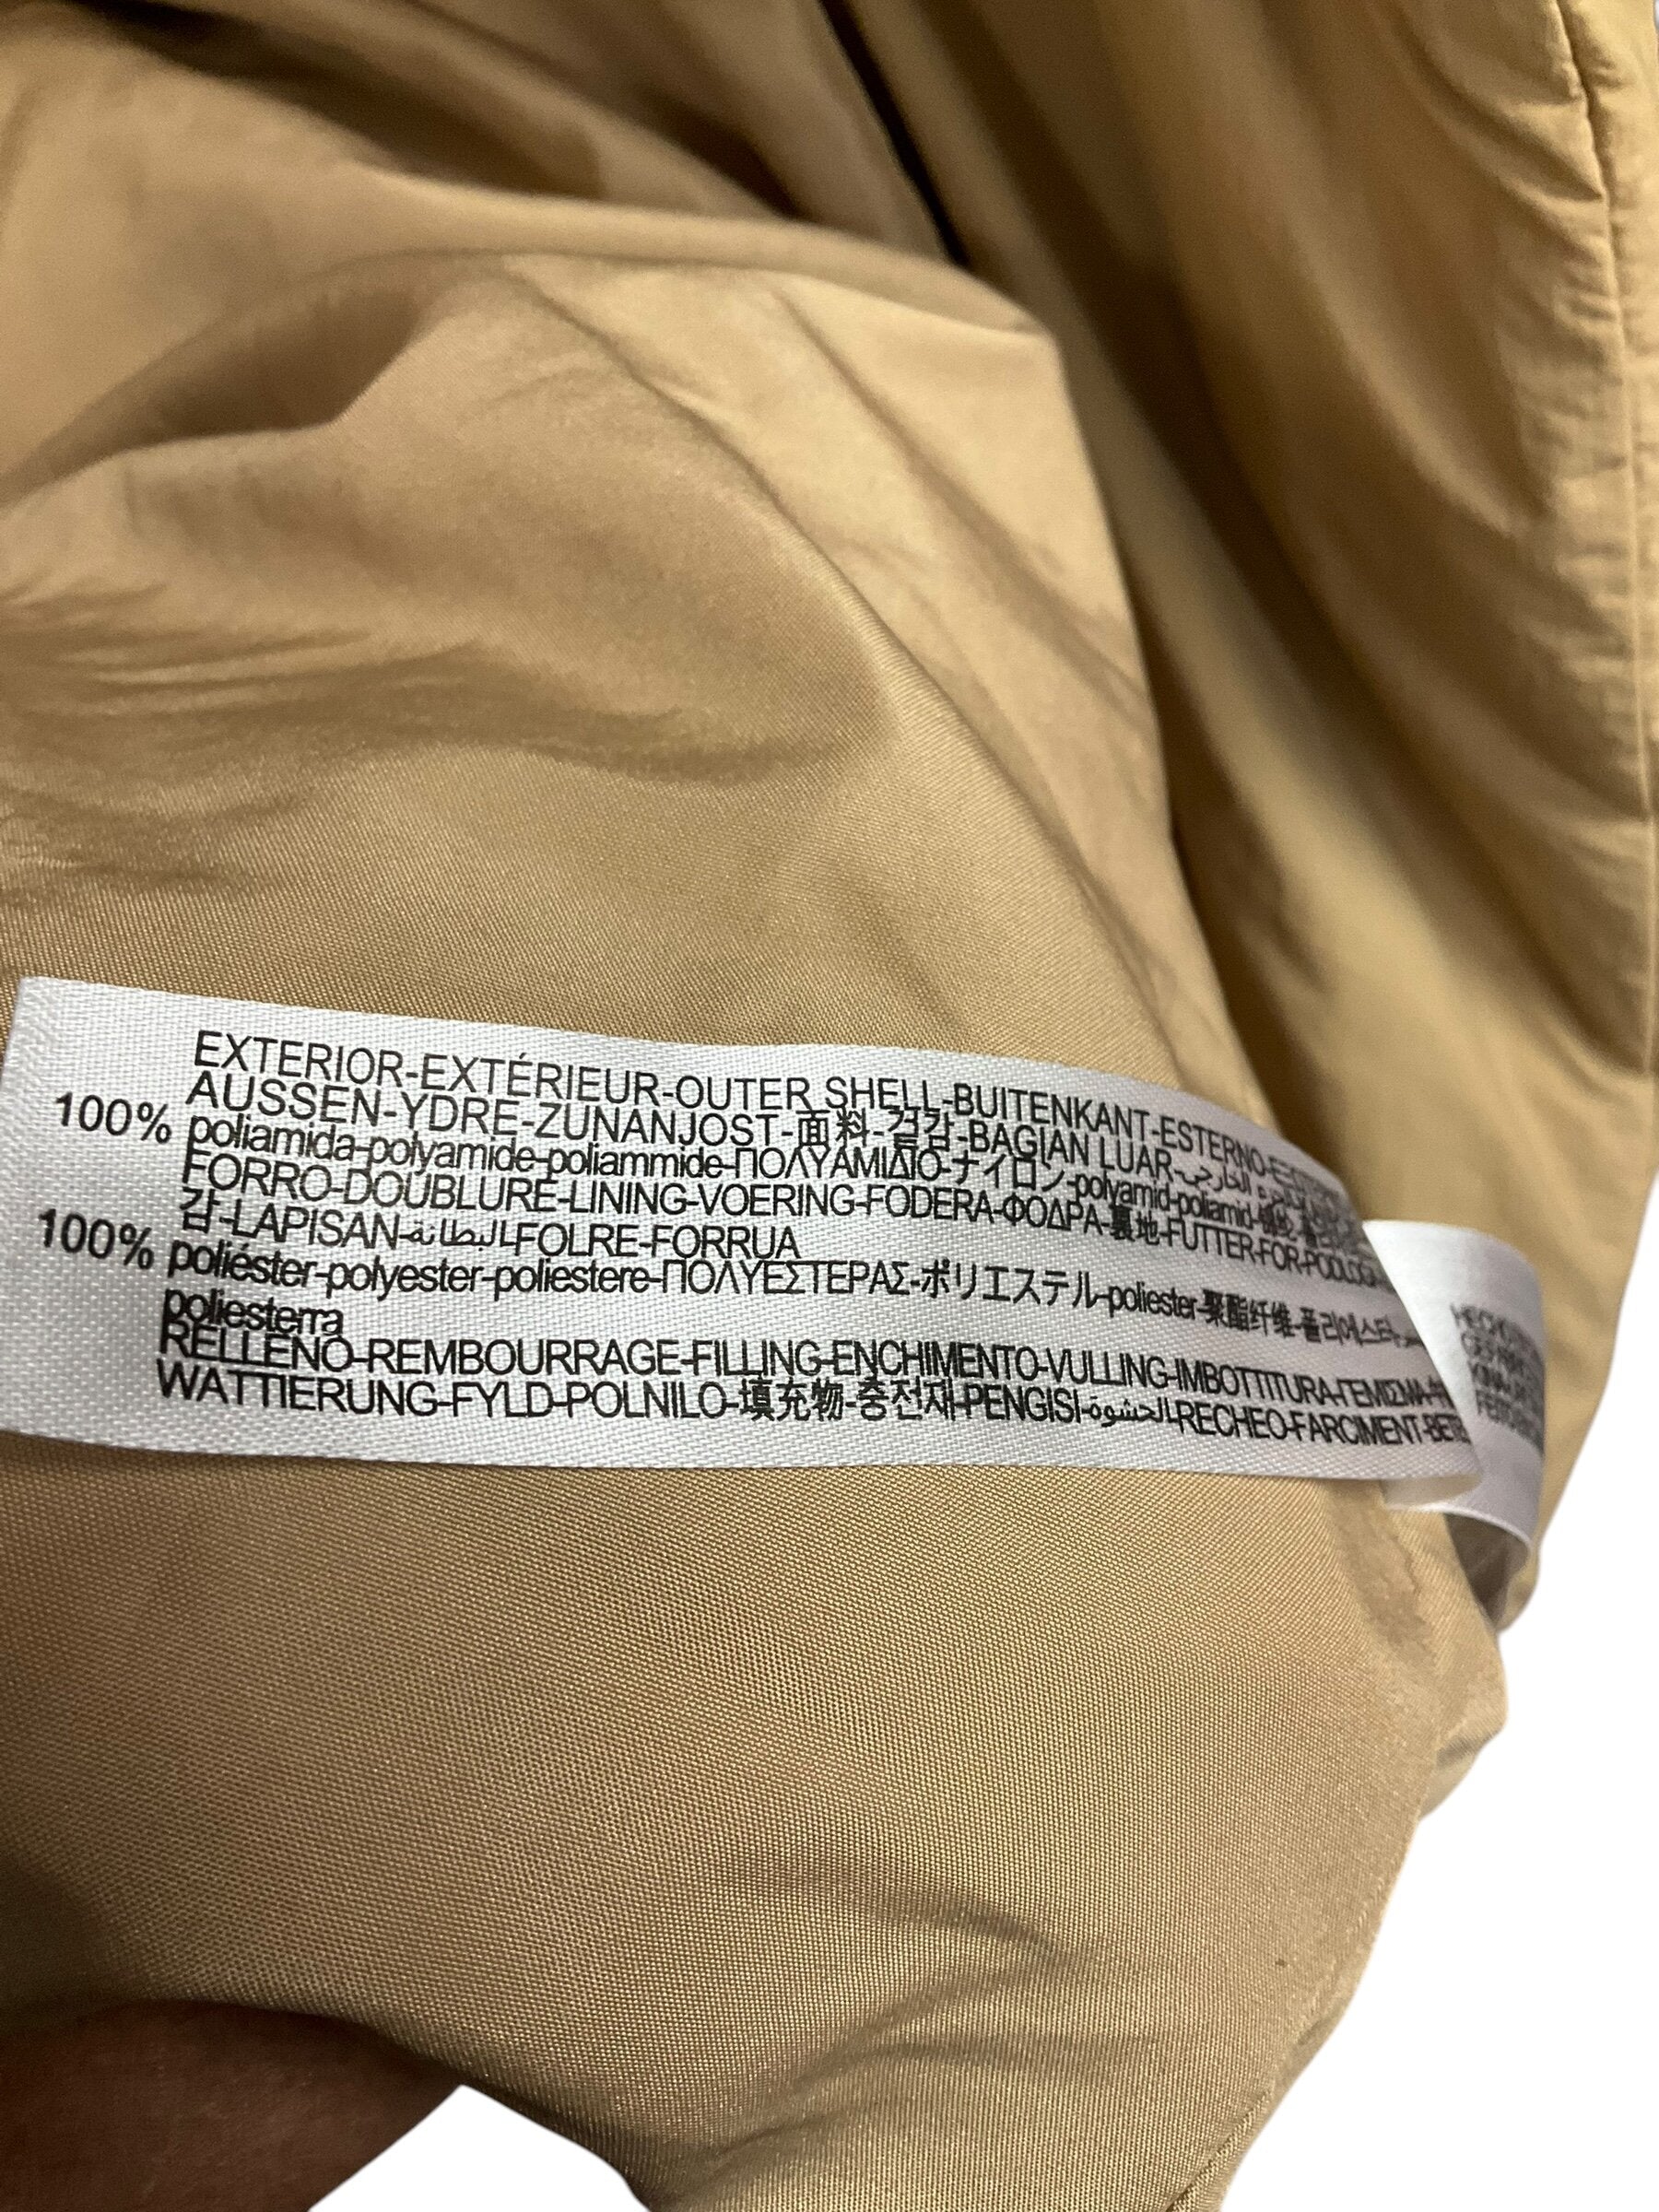 EXTERIOR-EXTÉRIEUR-OUTER SHELL-BUITENKANT-ESTERNO-
AUSSEN-YDRE-ZUNANJOST-面料-겉감-BAGIAN LUAR-
100% poliamida-polyamide-poliammide-ΠΟΛΥΑΜΙΔΙΟ-ナイロン-polyamid-poliamid-
FORRO-DOUBLURE-LINING-VOERING-FODERA-ΦΟΔΡΑ-裏地-FUTTER-FOR-PODLOGA
감-LAPISAN-البطانة-FOLRE-FORRUA
100% poliéster-polyester-poliestere-ΠΟΛΥΕΣΤΕΡΑΣ-ポリエステル-poliester-聚酯纤维-폴리에스터-
poliesterra
RELLENO-REMBOURRAGE-FILLING-ENCHIMENTO-VULLING-IMBOTTITURA-ΓΕΜΙΣΜΑ-
WATTIERUNG-FYLD-POLNILO-填充物-충전재-PENGISI-الحشوة-RECHEO-FARCIMENT-BETE